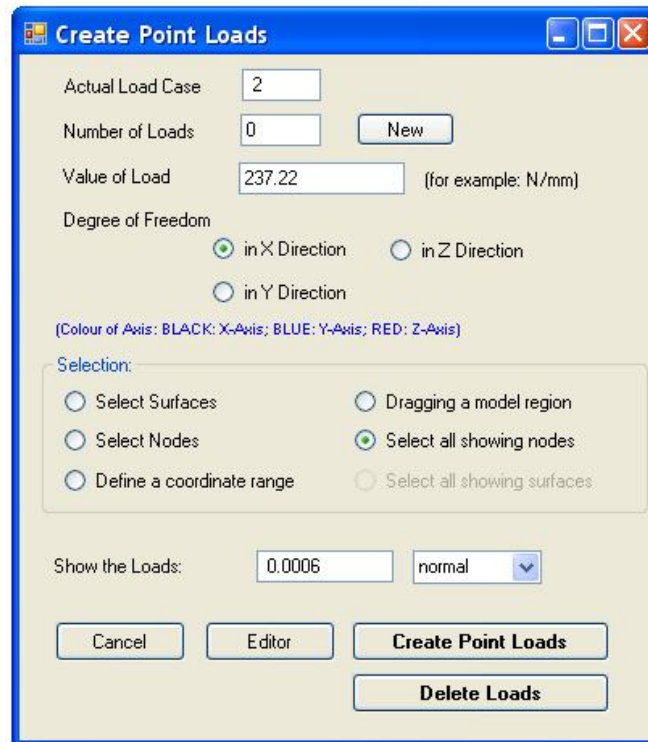 Create Point Loads
Actual Load Case 2
Number of Loads 0 New
Value of Load 237.22 (for example: N/mm)
Degree of Freedom
in X Direction in Z Direction
in Y Direction
(Colour of Axis: BLACK: X-Axis; BLUE: Y-Axis; RED: Z-Axis)
Selection:
Select Surfaces Dragging a model region
Select Nodes Select all showing nodes
Define a coordinate range Select all showing surfaces
Show the Loads: 0.0006 normal
Cancel Editor Create Point Loads
Delete Loads